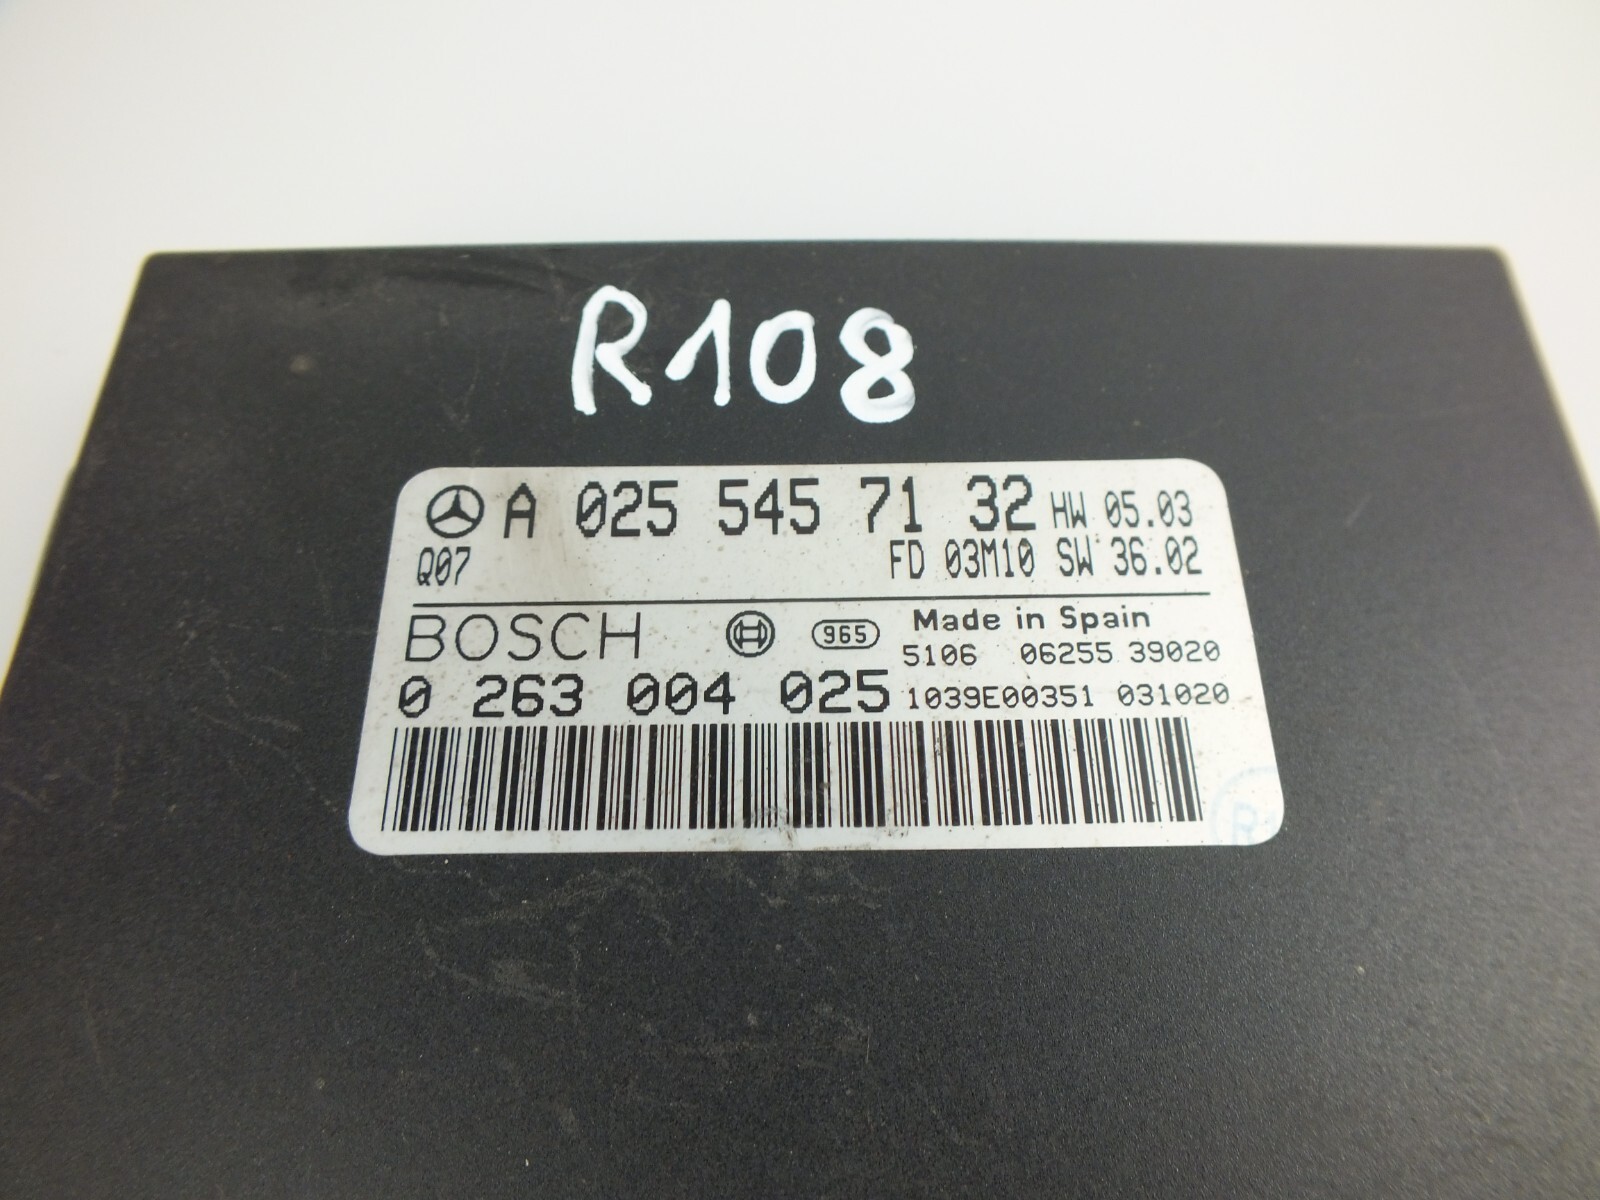 R108
A 025 545 71 32 HW 05.03
Q07 FD 03M10 SW 36.02
BOSCH 965 Made in Spain
5106 06255 39020
0 263 004 025 1039E00351 031020